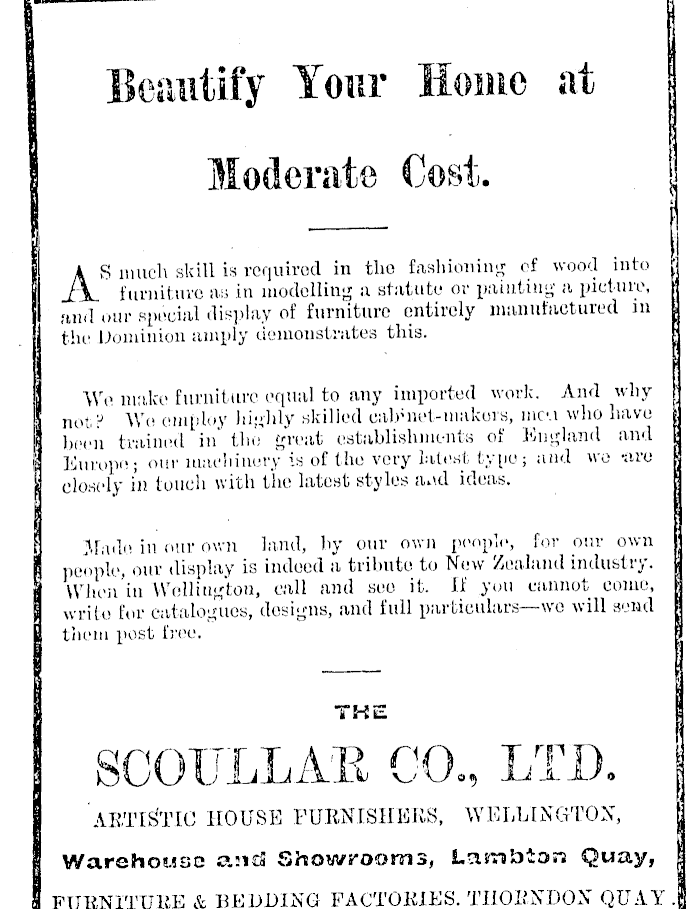 Beautify Your Home at
Moderate Cost.
AS much skill is required in the fashioning of wood into
furniture as in modelling a statute or painting a picture,
and our special display of furniture entirely manufactured in
the Dominion amply demonstrates this.
We make furniture equal to any imported work. And why
not? We employ highly skilled cabinet-makers, men who have
been trained in the great establishments of England and
Europe; our machinery is of the very latest type; and we are
closely in touch with the latest styles and ideas.
Made in our own land, by our own people, for our own
people, our display is indeed a tribute to New Zealand industry.
When in Wellington, call and see it. If you cannot come,
write for catalogues, designs, and full particulars—we will send
them post free.
THE
SCOULLAR CO., LTD.
ARTISTIC HOUSE FURNISHERS, WELLINGTON,
Warehouse and Showrooms, Lambton Quay,
FURNITURE & BEDDING FACTORIES, THORNDON QUAY.